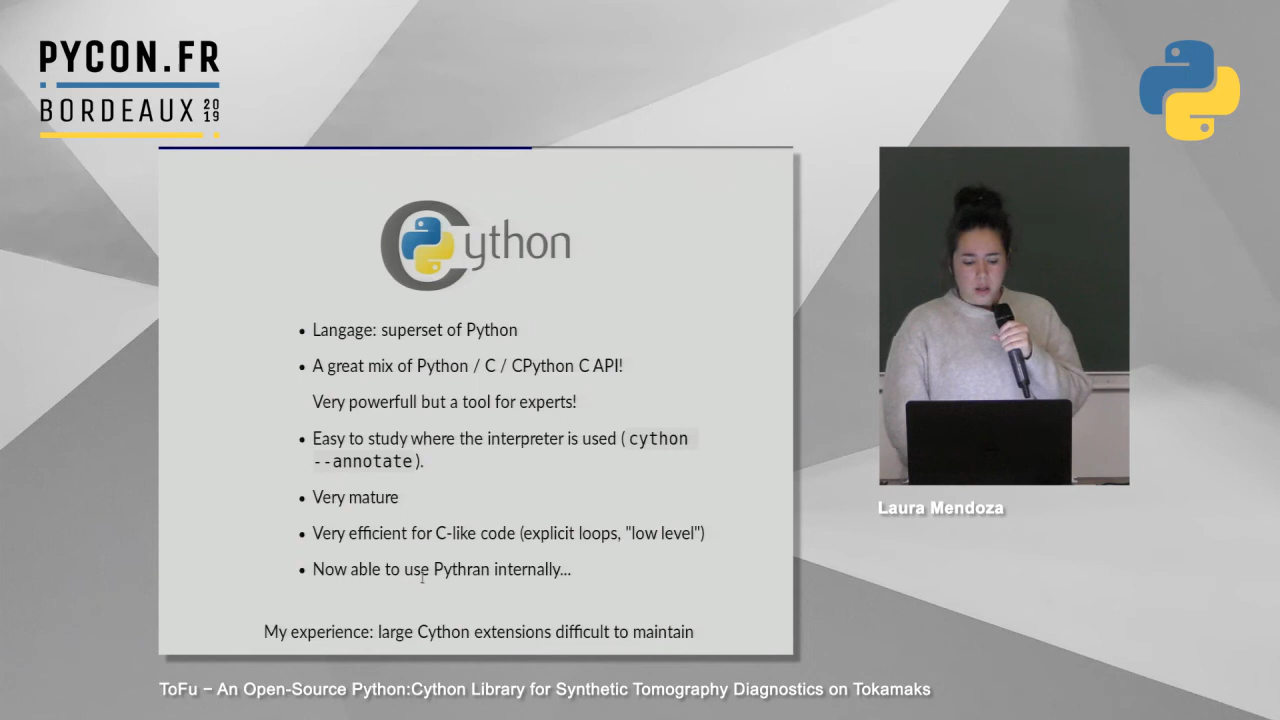 PYCON.FR
BORDEAUX 20
19
Cython
Langage: superset of Python
A great mix of Python / C / CPython C API!
Very powerfull but a tool for experts!
Easy to study where the interpreter is used ( cython
--annotate ).
Very mature
Very efficient for C-like code (explicit loops, "low level")
Now able to use Pythran internally...
My experience: large Cython extensions difficult to maintain
Laura Mendoza
ToFu – An Open-Source Python:Cython Library for Synthetic Tomography Diagnostics on Tokamaks